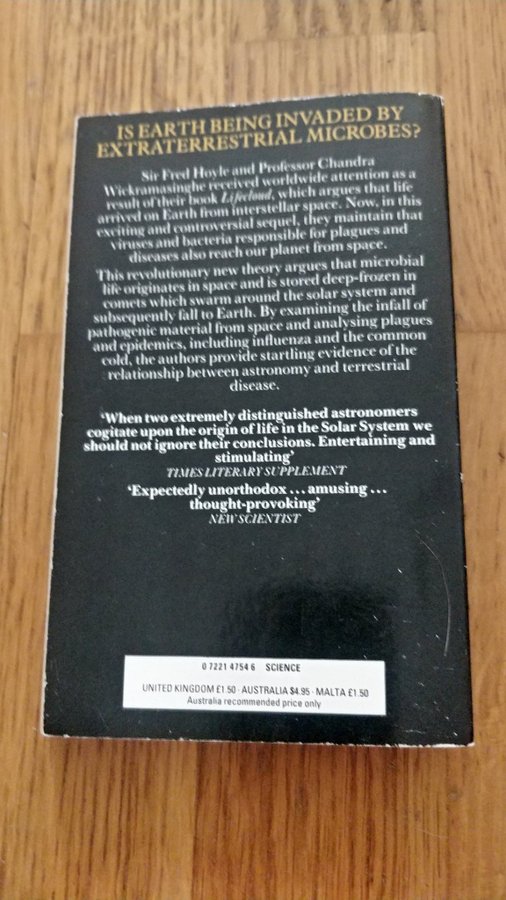 IS EARTH BEING INVADED BY
EXTRATERRESTRIAL MICROBES?
Sir Fred Hoyle and Professor Chandra
Wickramasinghe received worldwide attention as a
result of their book Lifecloud, which argues that life
arrived on Earth from interstellar space. Now, in this
exciting and controversial sequel, they maintain that
viruses and bacteria responsible for plagues and
diseases also reach our planet from space.
This revolutionary new theory argues that microbial
life originates in space and is stored deep-frozen in
comets which swarm around the solar system and
subsequently fall to Earth. By examining the infall of
pathogenic material from space and analysing plagues
and epidemics, including influenza and the common
cold, the authors provide startling evidence of the
relationship between astronomy and terrestrial
disease.
'When two extremely distinguished astronomers
cogitate upon the origin of life in the Solar System we
should not ignore their conclusions. Entertaining and
stimulating'
TIMES LITERARY SUPPLEMENT
'Expectedly unorthodox ... amusing ...
thought-provoking'
NEW SCIENTIST
0 7221 4754 6 SCIENCE
UNITED KINGDOM £1.50 · AUSTRALIA $4.95 · MALTA £1.50
Australia recommended price only